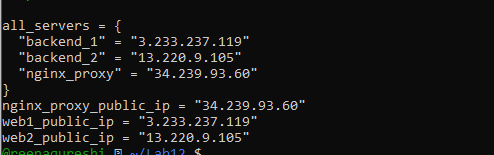 all_servers = {
  "backend_1" = "3.233.237.119"
  "backend_2" = "13.220.9.105"
  "nginx_proxy" = "34.239.93.60"
}
nginx_proxy_public_ip = "34.239.93.60"
web1_public_ip = "3.233.237.119"
web2_public_ip = "13.220.9.105"
@reenaqureshi ~/Lab12 $